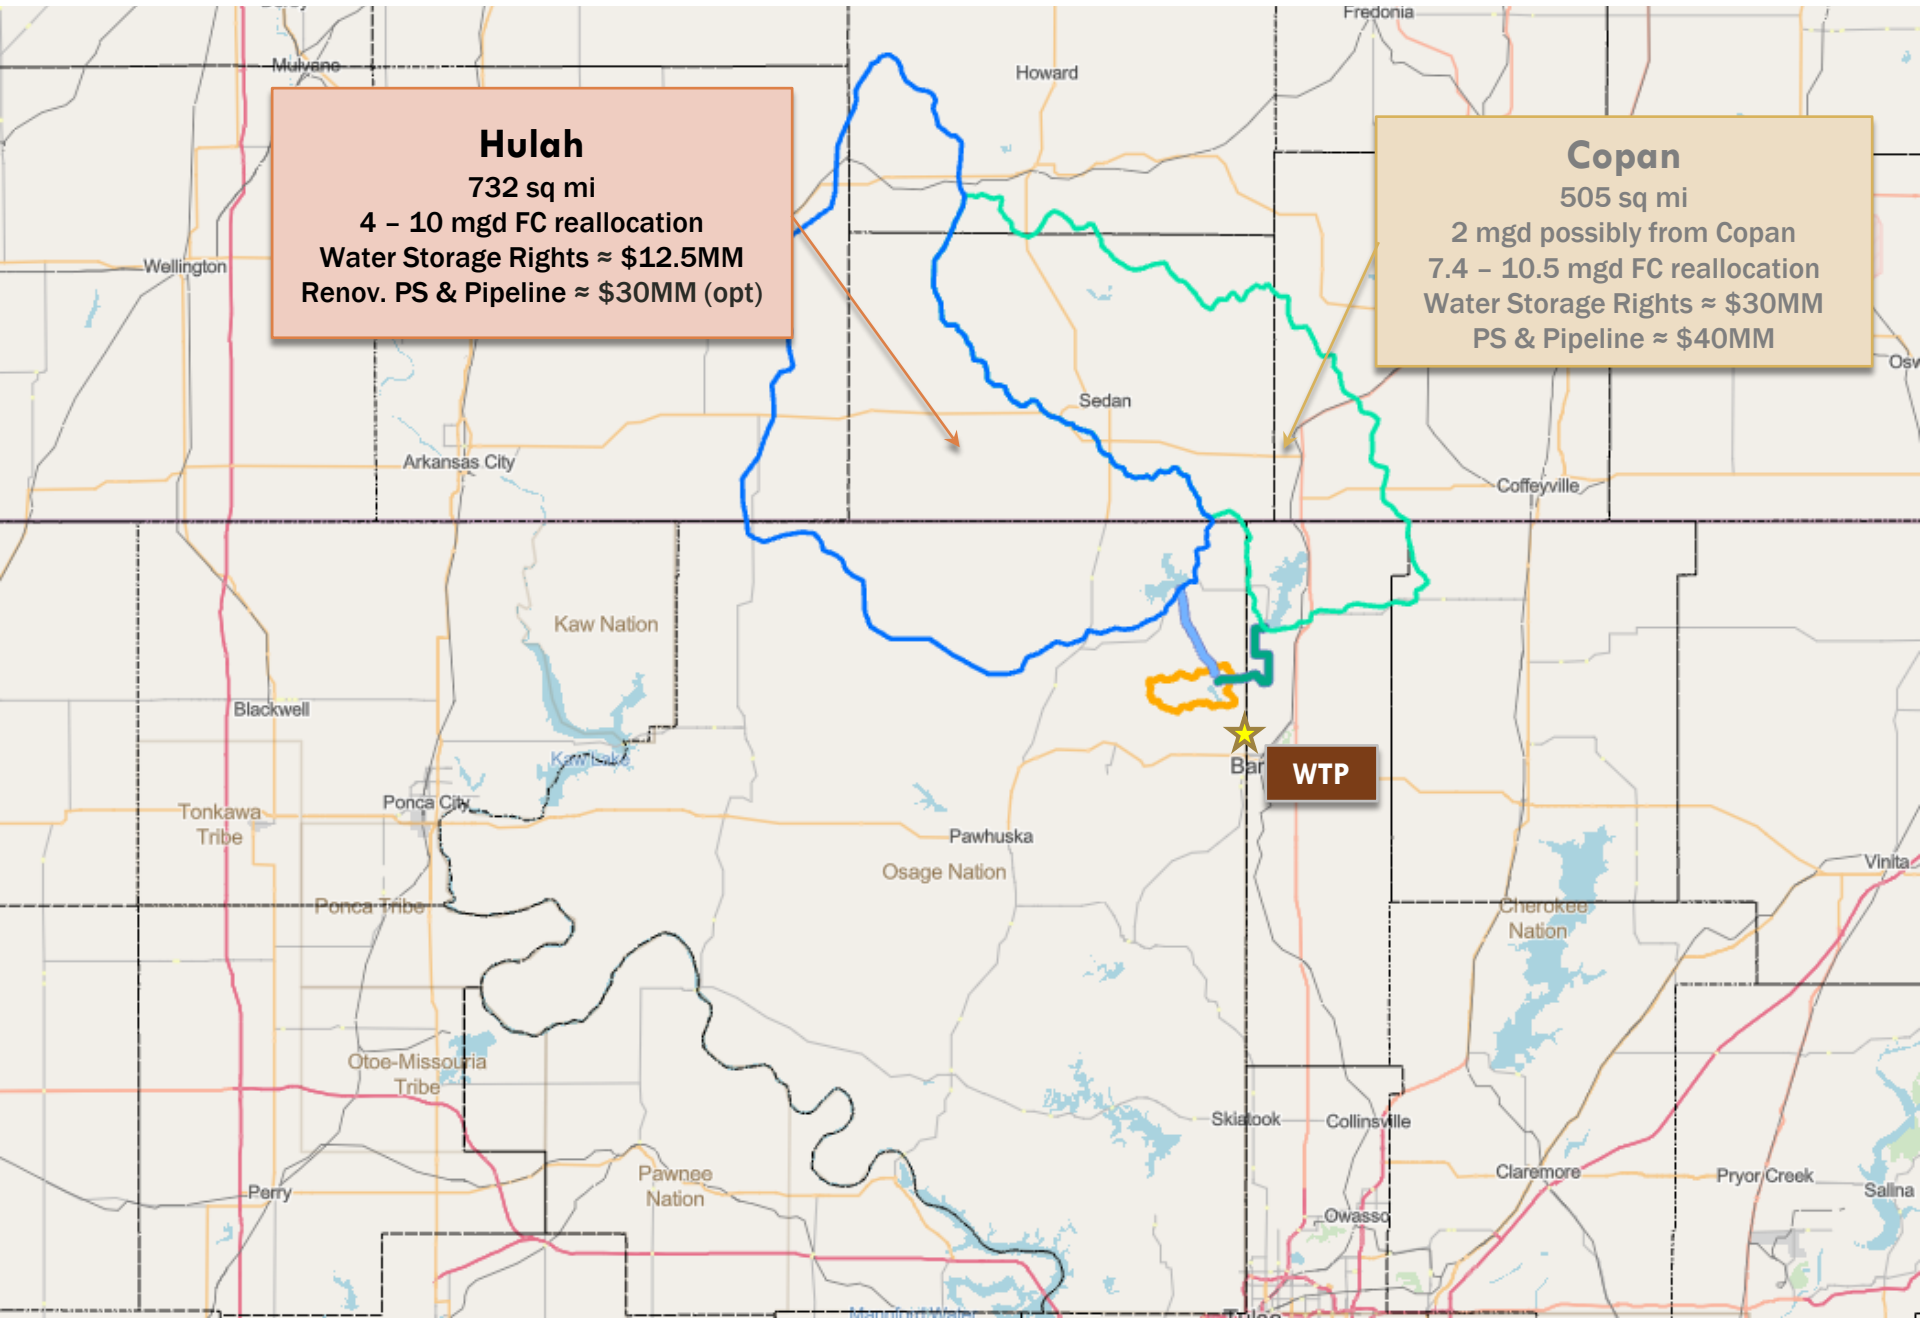 Fredonia
Mulvane
Howard
Hulah
732 sq mi
4 – 10 mgd FC reallocation
Water Storage Rights ≈ $12.5MM
Renov. PS & Pipeline ≈ $30MM (opt)
Copan
505 sq mi
2 mgd possibly from Copan
7.4 – 10.5 mgd FC reallocation
Water Storage Rights ≈ $30MM
PS & Pipeline ≈ $40MM
Wellington
Osw
Sedan
Arkansas City
Coffeyville
Kaw Nation
Blackwell
Kaw Lake
Bar
WTP
Ponca City
Tonkawa
Tribe
Pawhuska
Osage Nation
Vinita
Ponca Tribe
Cherokee
Nation
Otoe-Missouria
Tribe
Skiatook
Collinsville
Pawnee
Nation
Claremore
Pryor Creek
Perry
Salina
Owasso